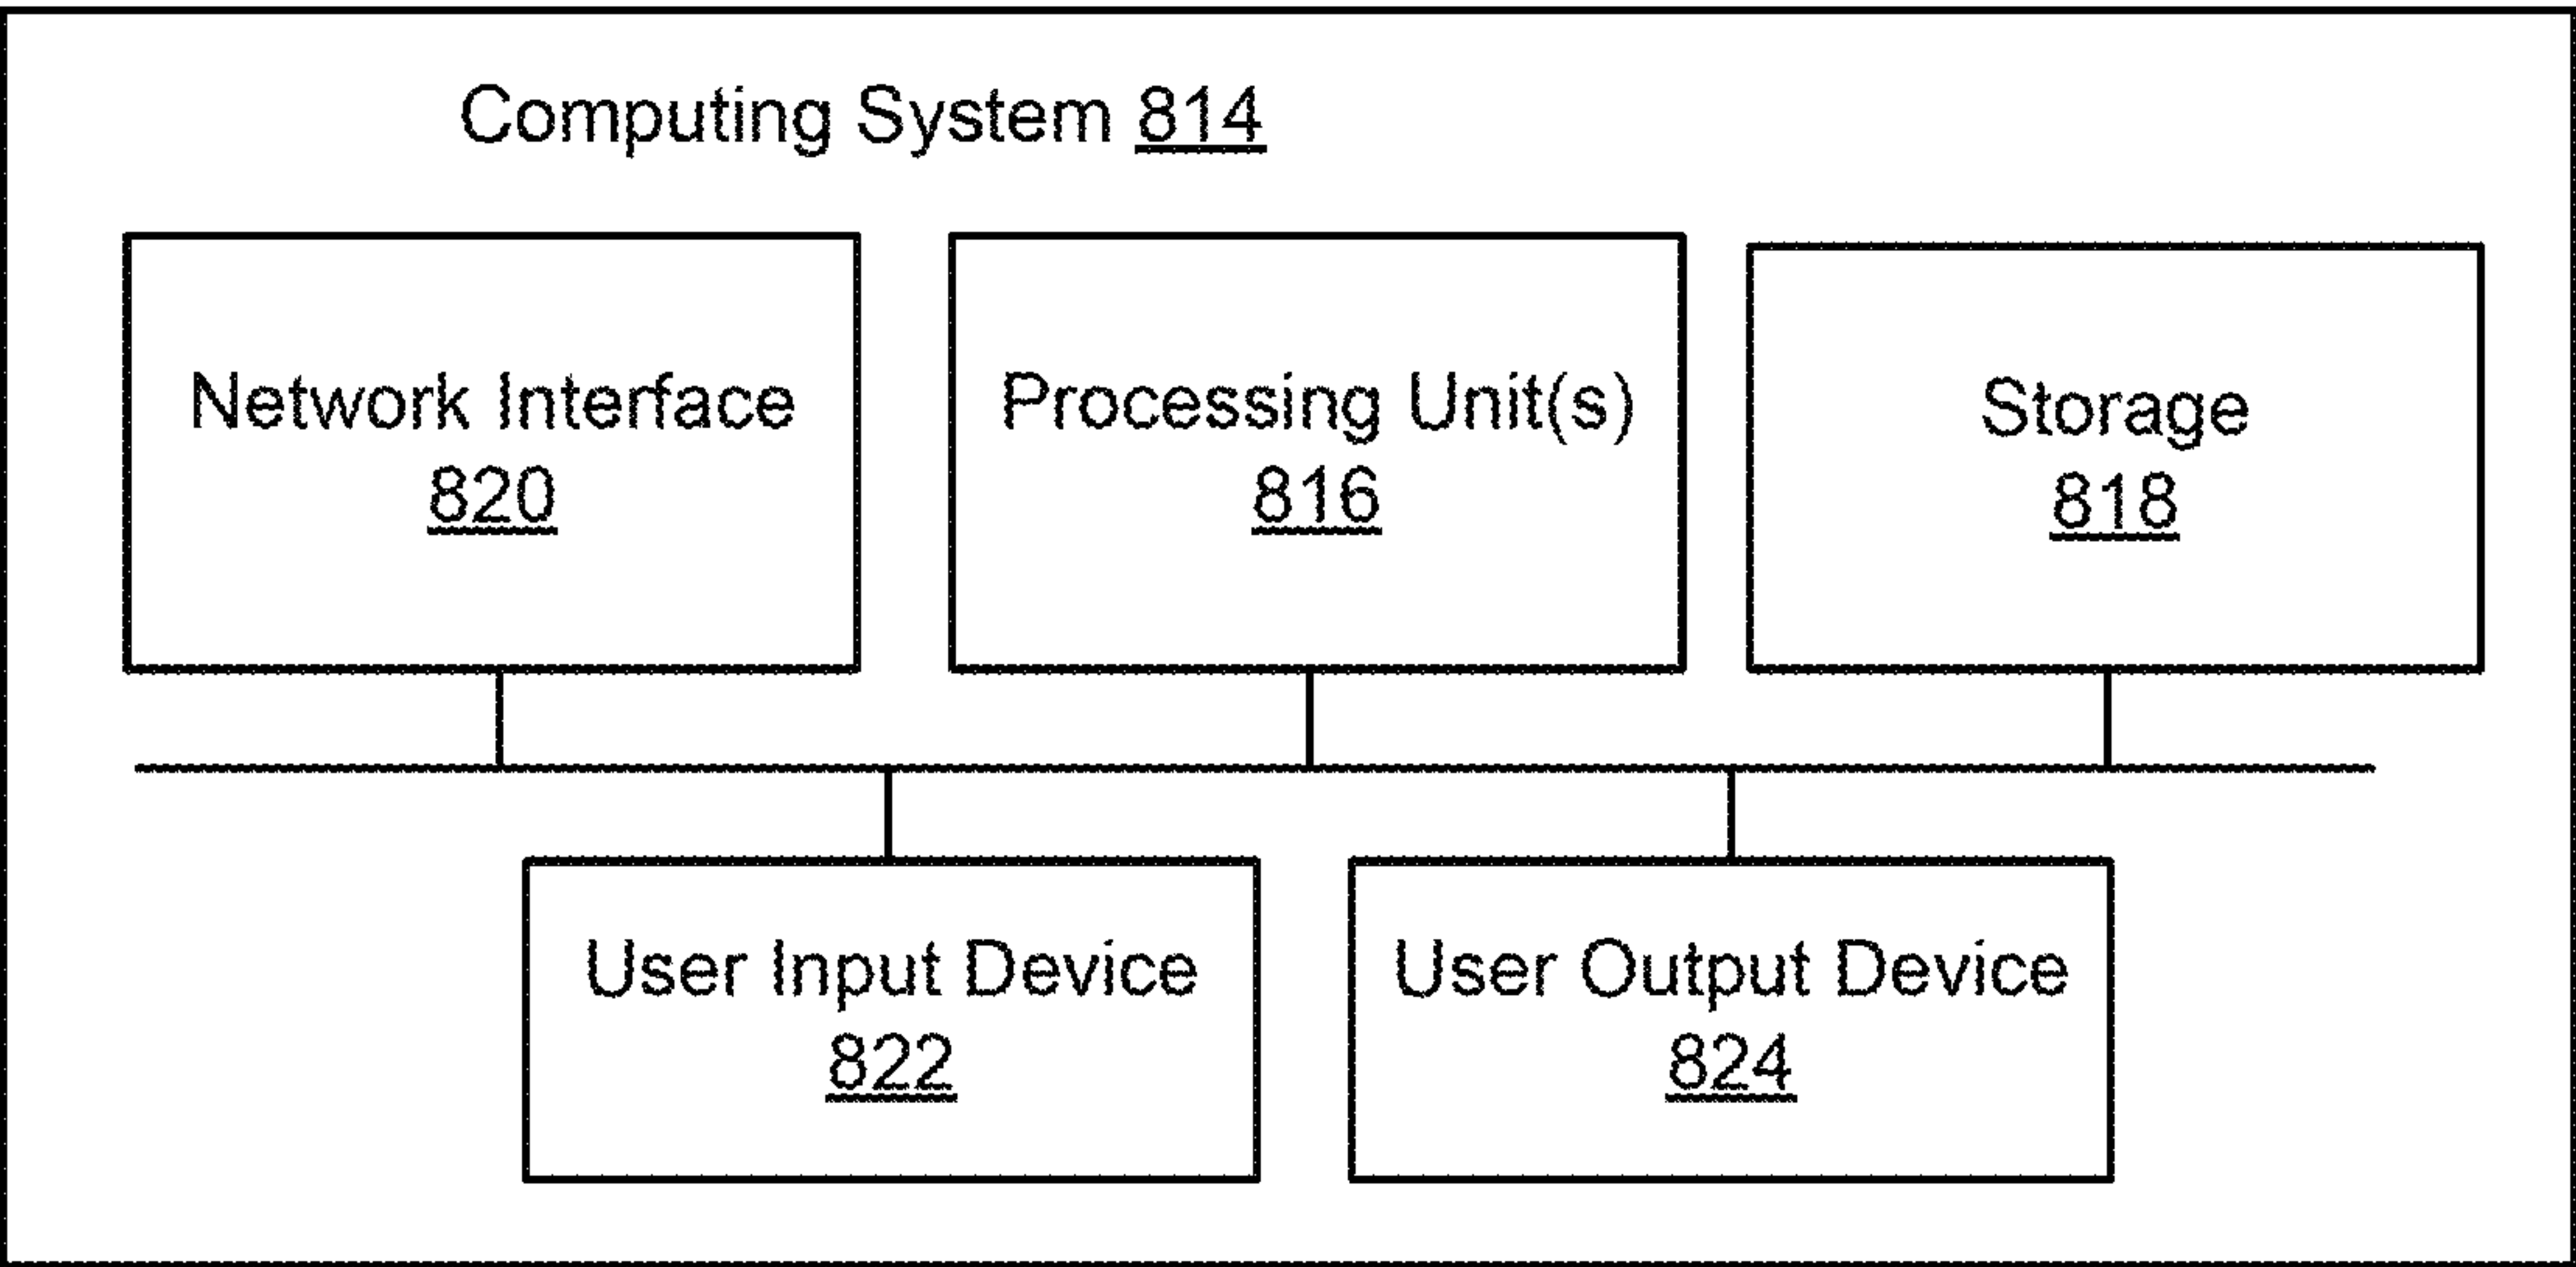 Computing System 814
Network Interface
820
Processing Unit(s)
816
Storage
818
User Input Device
822
User Output Device
824